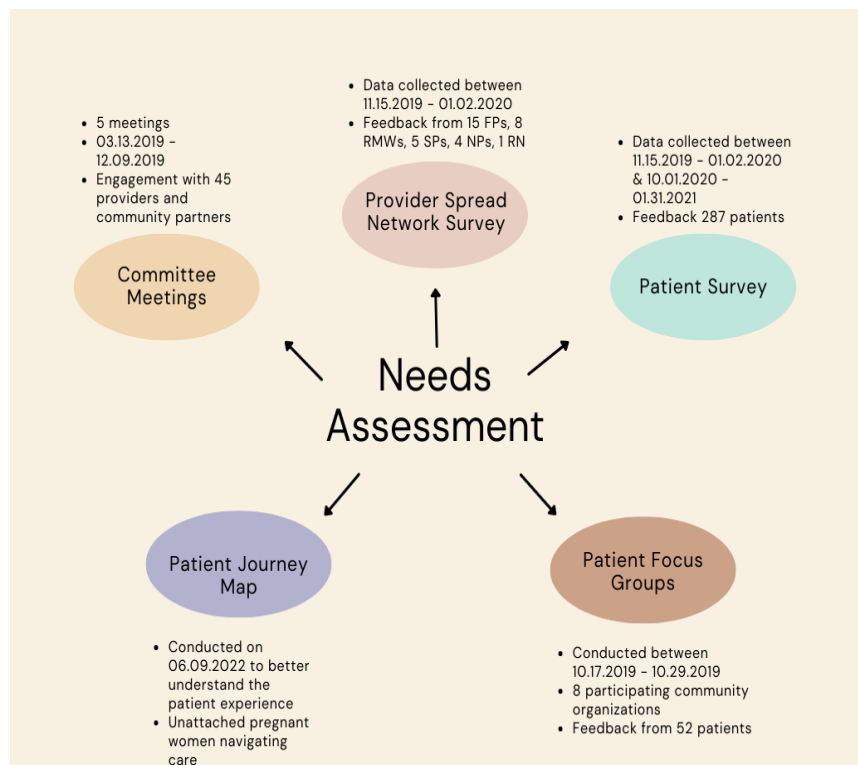 • Data collected between
11.15.2019 - 01.02.2020
• Feedback from 15 FPs, 8
RMWs, 5 SPs, 4 NPs, 1 RN
Provider Spread
Network Survey
• 5 meetings
• 03.13.2019 -
12.09.2019
• Engagement with 45
providers and
community partners
Committee
Meetings
• Data collected between
11.15.2019 - 01.02.2020
& 10.01.2020 -
01.31.2021
• Feedback 287 patients
Patient Survey
Needs
Assessment
Patient Journey
Map
• Conducted on
06.09.2022 to better
understand the
patient experience
• Unattached pregnant
women navigating
care
Patient Focus
Groups
• Conducted between
10.17.2019 - 10.29.2019
• 8 participating community
organizations
• Feedback from 52 patients